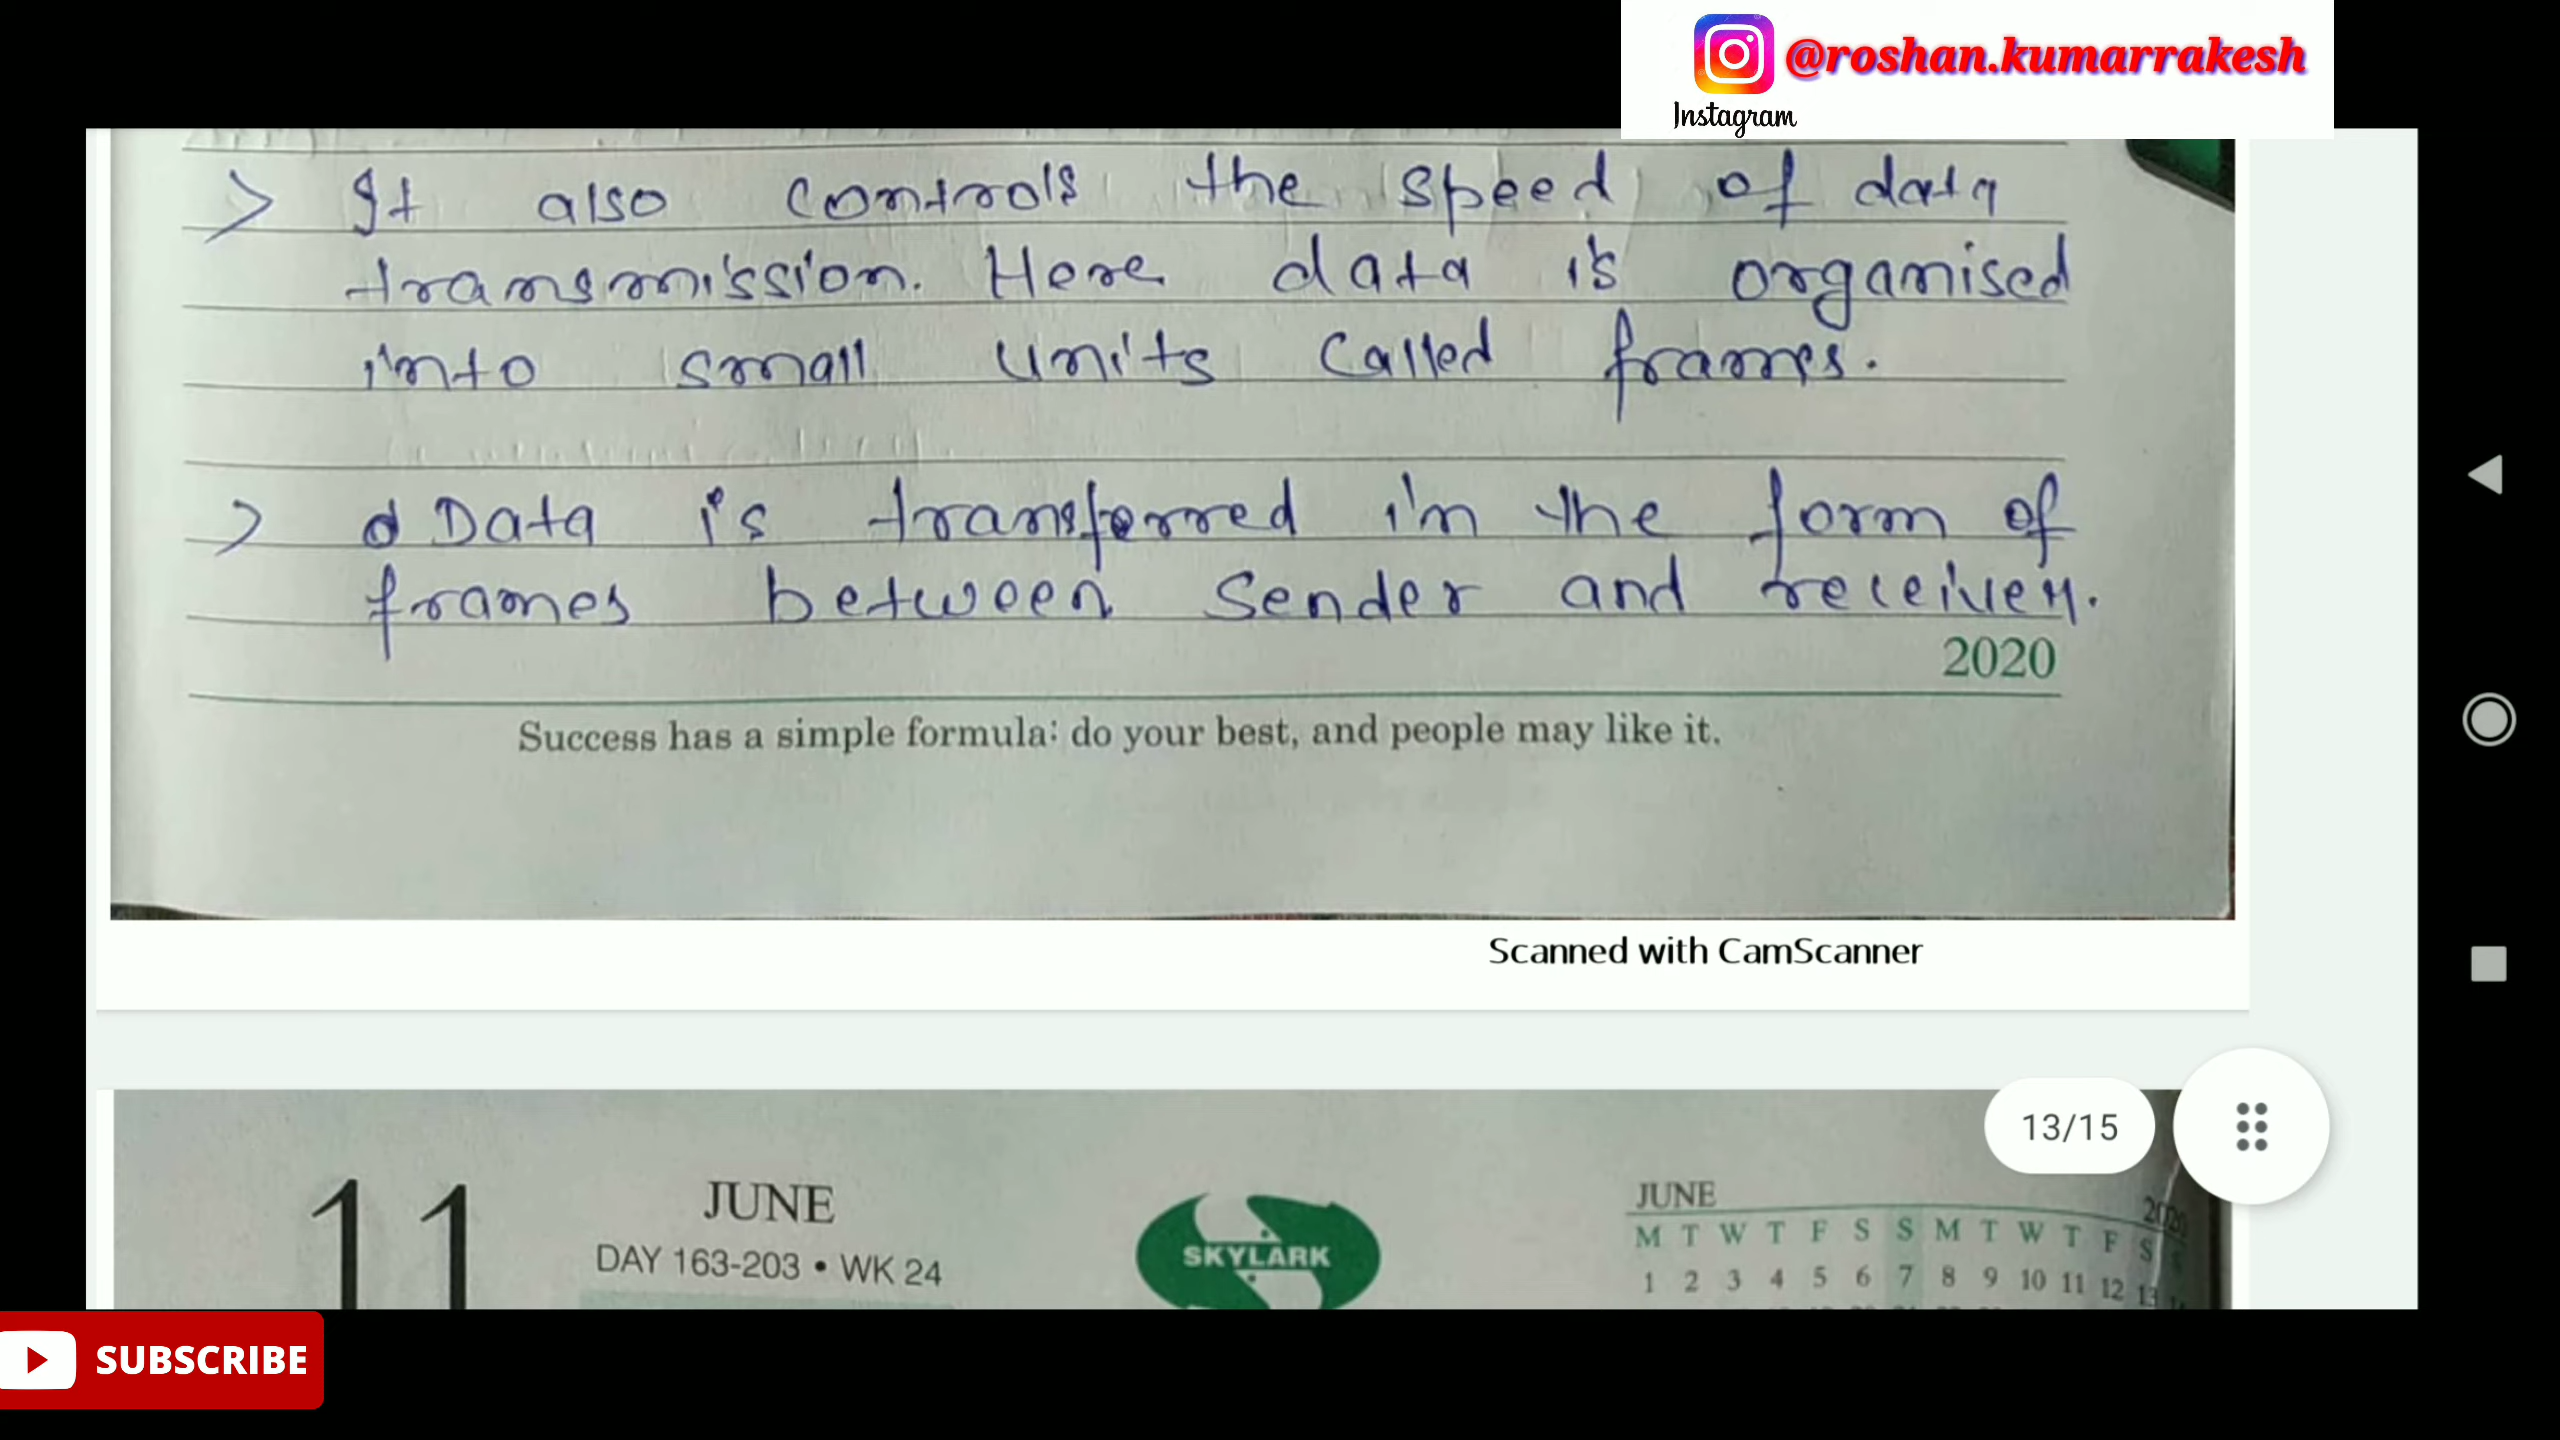 @roshan.kumarrakesh
Instagram
> It also controls the speed of data
transmission. Here data is organised
into small units called frames.
> d Data is transferred in the form of
frames between sender and receiver.
2020
Success has a simple formula: do your best, and people may like it.
Scanned with CamScanner
13/15
11
JUNE
DAY 163-203 • WK 24
SKYLARK
JUNE 2020
M T W T F S S M T W T F S
1 2 3 4 5 6 7 8 9 10 11 12 13
SUBSCRIBE